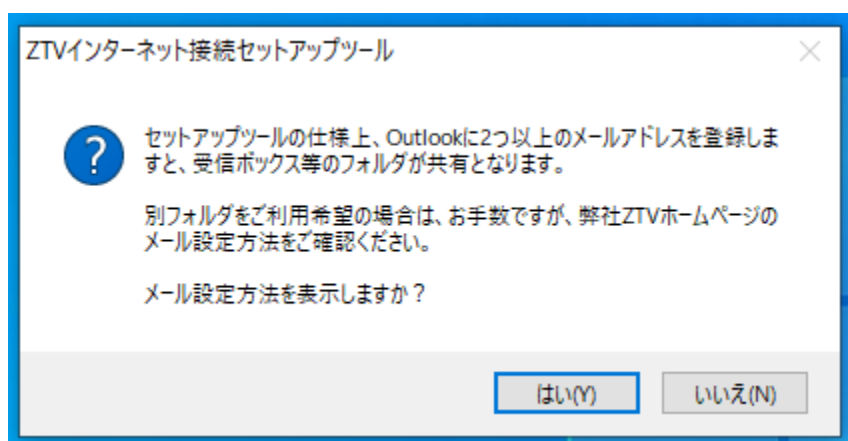 ZTVインターネット接続セットアップツール
?
セットアップツールの仕様上、Outlookに2つ以上のメールアドレスを登録しま
すと、受信ボックス等のフォルダが共有となります。
別フォルダをご利用希望の場合は、お手数ですが、弊社ZTVホームページの
メール設定方法をご確認ください。
メール設定方法を表示しますか？
はい(Y)
いいえ(N)